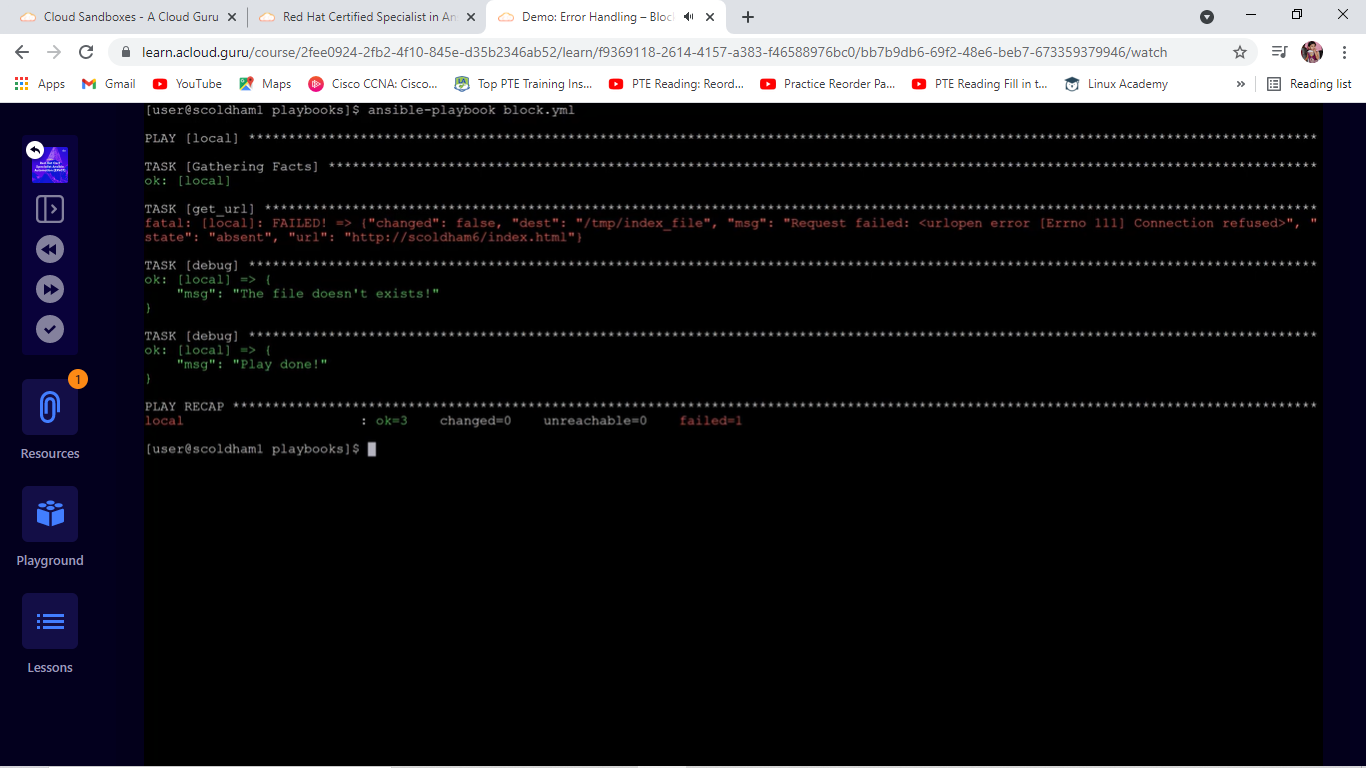 Cloud Sandboxes - A Cloud Guru
Red Hat Certified Specialist in An
Demo: Error Handling – Bloc
learn.acloud.guru/course/2fee0924-2fb2-4f10-845e-d35b2346ab52/learn/f9369118-2614-4157-a383-f46588976bc0/bb7b9db6-69f2-48e6-beb7-673359379946/watch
Apps Gmail YouTube Maps Cisco CCNA: Cisco... Top PTE Training Ins... PTE Reading: Reord... Practice Reorder Pa... PTE Reading Fill in t... Linux Academy » Reading list
[user@scoldham1 playbooks]$ ansible-playbook block.yml
PLAY [local] ****************************************************************************************************************************************
TASK [Gathering Facts] ******************************************************************************************************************************
ok: [local]
TASK [get_url] **************************************************************************************************************************************
fatal: [local]: FAILED! => {"changed": false, "dest": "/tmp/index_file", "msg": "Request failed: <urlopen error [Errno 111] Connection refused>", "
state": "absent", "url": "http://scoldham6/index.html"}
TASK [debug] ****************************************************************************************************************************************
ok: [local] => {
"msg": "The file doesn't exists!"
}
TASK [debug] ****************************************************************************************************************************************
ok: [local] => {
"msg": "Play done!"
}
PLAY RECAP ******************************************************************************************************************************************
local : ok=3 changed=0 unreachable=0 failed=1
[user@scoldham1 playbooks]$
1
Resources
Playground
Lessons